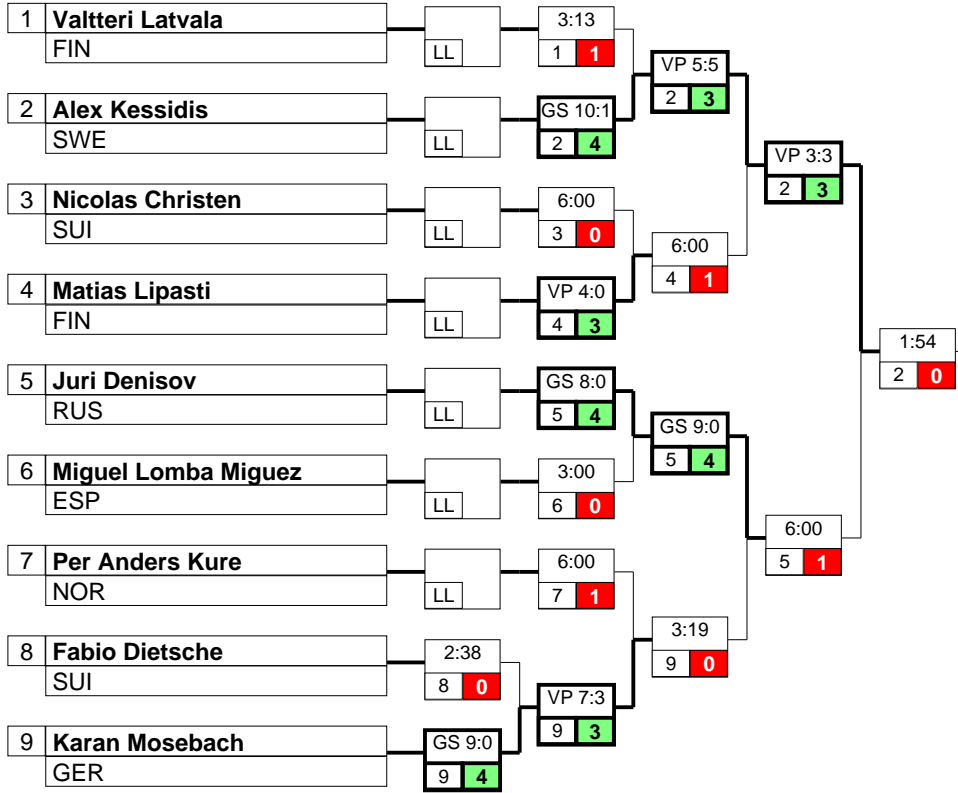 1 Valtteri Latvala
FIN
LL
3:13
1 1
VP 5:5
2 3
2 Alex Kessidis
SWE
LL
GS 10:1
2 4
VP 3:3
2 3
3 Nicolas Christen
SUI
LL
6:00
3 0
6:00
4 1
4 Matias Lipasti
FIN
LL
VP 4:0
4 3
1:54
2 0
5 Juri Denisov
RUS
LL
GS 8:0
5 4
GS 9:0
5 4
6 Miguel Lomba Miguez
ESP
LL
3:00
6 0
6:00
5 1
7 Per Anders Kure
NOR
LL
6:00
7 1
3:19
9 0
8 Fabio Dietsche
SUI
2:38
8 0
VP 7:3
9 3
9 Karan Mosebach
GER
GS 9:0
9 4